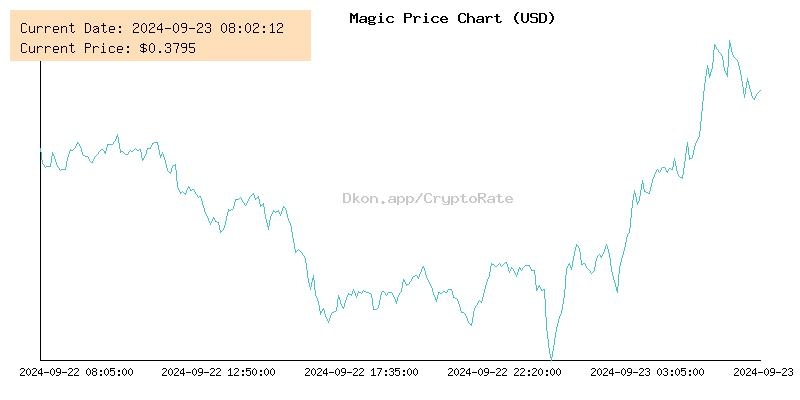 Magic Price Chart (USD)
Current Date: 2024-09-23 08:02:12
Current Price: $0.3795
Dkon.app/CryptoRate
2024-09-22 08:05:00 2024-09-22 12:50:00 2024-09-22 17:35:00 2024-09-22 22:20:00 2024-09-23 03:05:00 2024-09-23